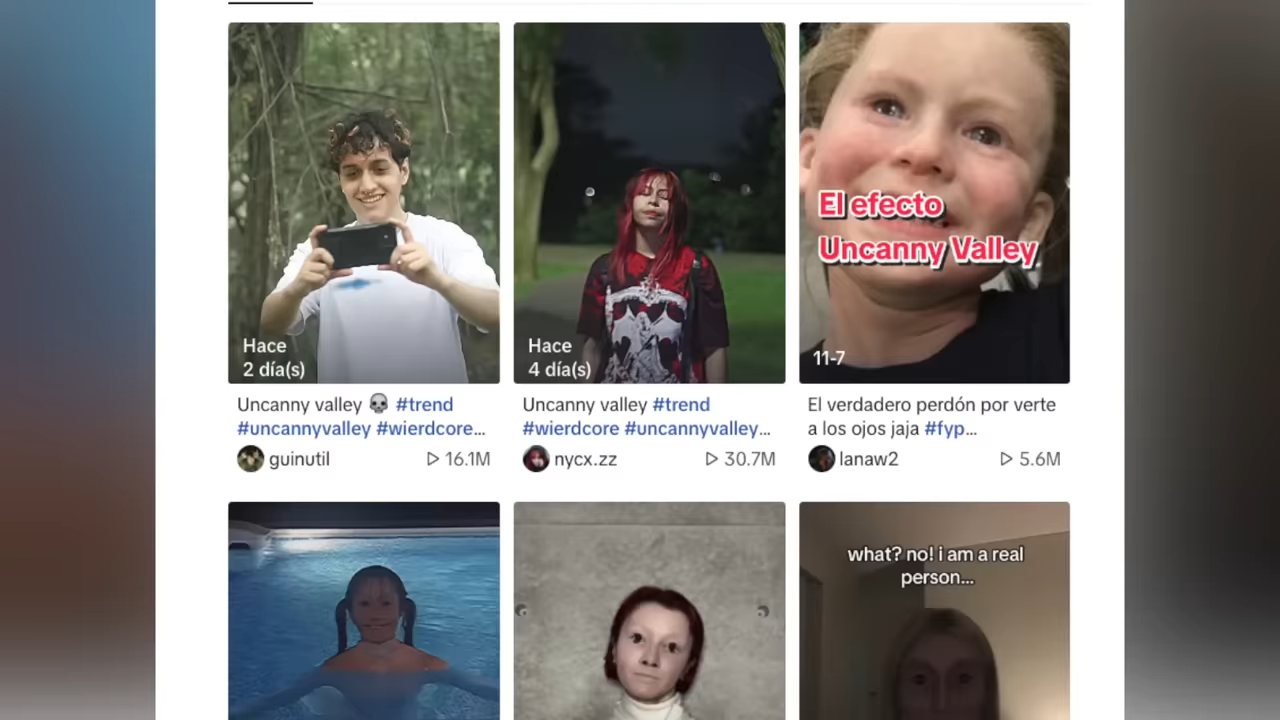 Hace
2 día(s)
Hace
4 día(s)
El efecto
Uncanny Valley
11-7
Uncanny valley 💀 #trend
#uncannyvalley #wierdcore...
guinutil
16.1M
Uncanny valley #trend
#wierdcore #uncannyvalley...
nycx.zz
30.7M
El verdadero perdón por verte
a los ojos jaja #fyp...
lanaw2
5.6M
what? no! i am a real
person...